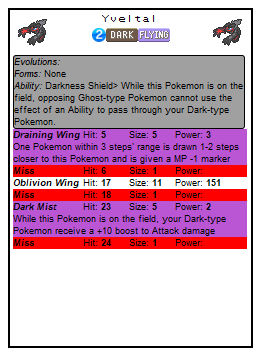 Yveltal
2 DARK FLYING
Evolutions:
Forms: None
Ability: Darkness Shield> While this Pokemon is on the
field, opposing Ghost-type Pokemon cannot use the
effect of an Ability to pass through your Dark-type
Pokemon.
Draining Wing Hit: 5 Size: 5 Power: 3
One Pokemon within 3 steps' range is drawn 1-2 steps
closer to this Pokemon and is given a MP -1 marker
Miss Hit: 6 Size: 1 Power:
Oblivion Wing Hit: 17 Size: 11 Power: 151
Miss Hit: 18 Size: 1 Power:
Dark Mist Hit: 23 Size: 5 Power: 2
While this Pokemon is on the field, your Dark-type
Pokemon receive a +10 boost to Attack damage
Miss Hit: 24 Size: 1 Power: